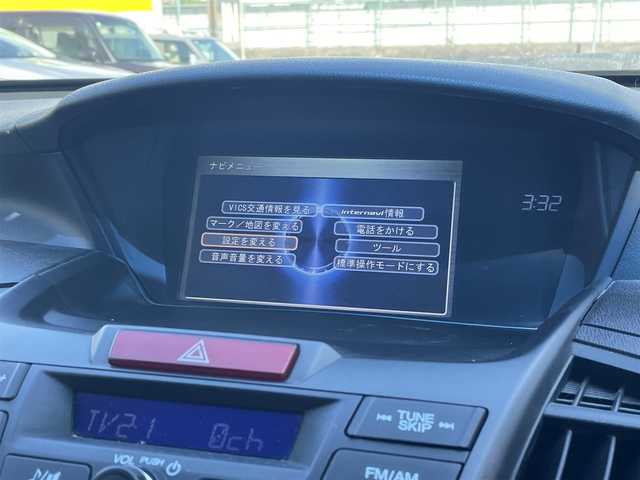 ナビメニュー
VICS交通情報を見る
internavi情報
マーク／地図を変える
電話をかける
設定を変える
ツール
音声音量を変える
標準操作モードにする
3:32
TV21 0ch
TUNE
SKIP
VOL PUSH
FM/AM